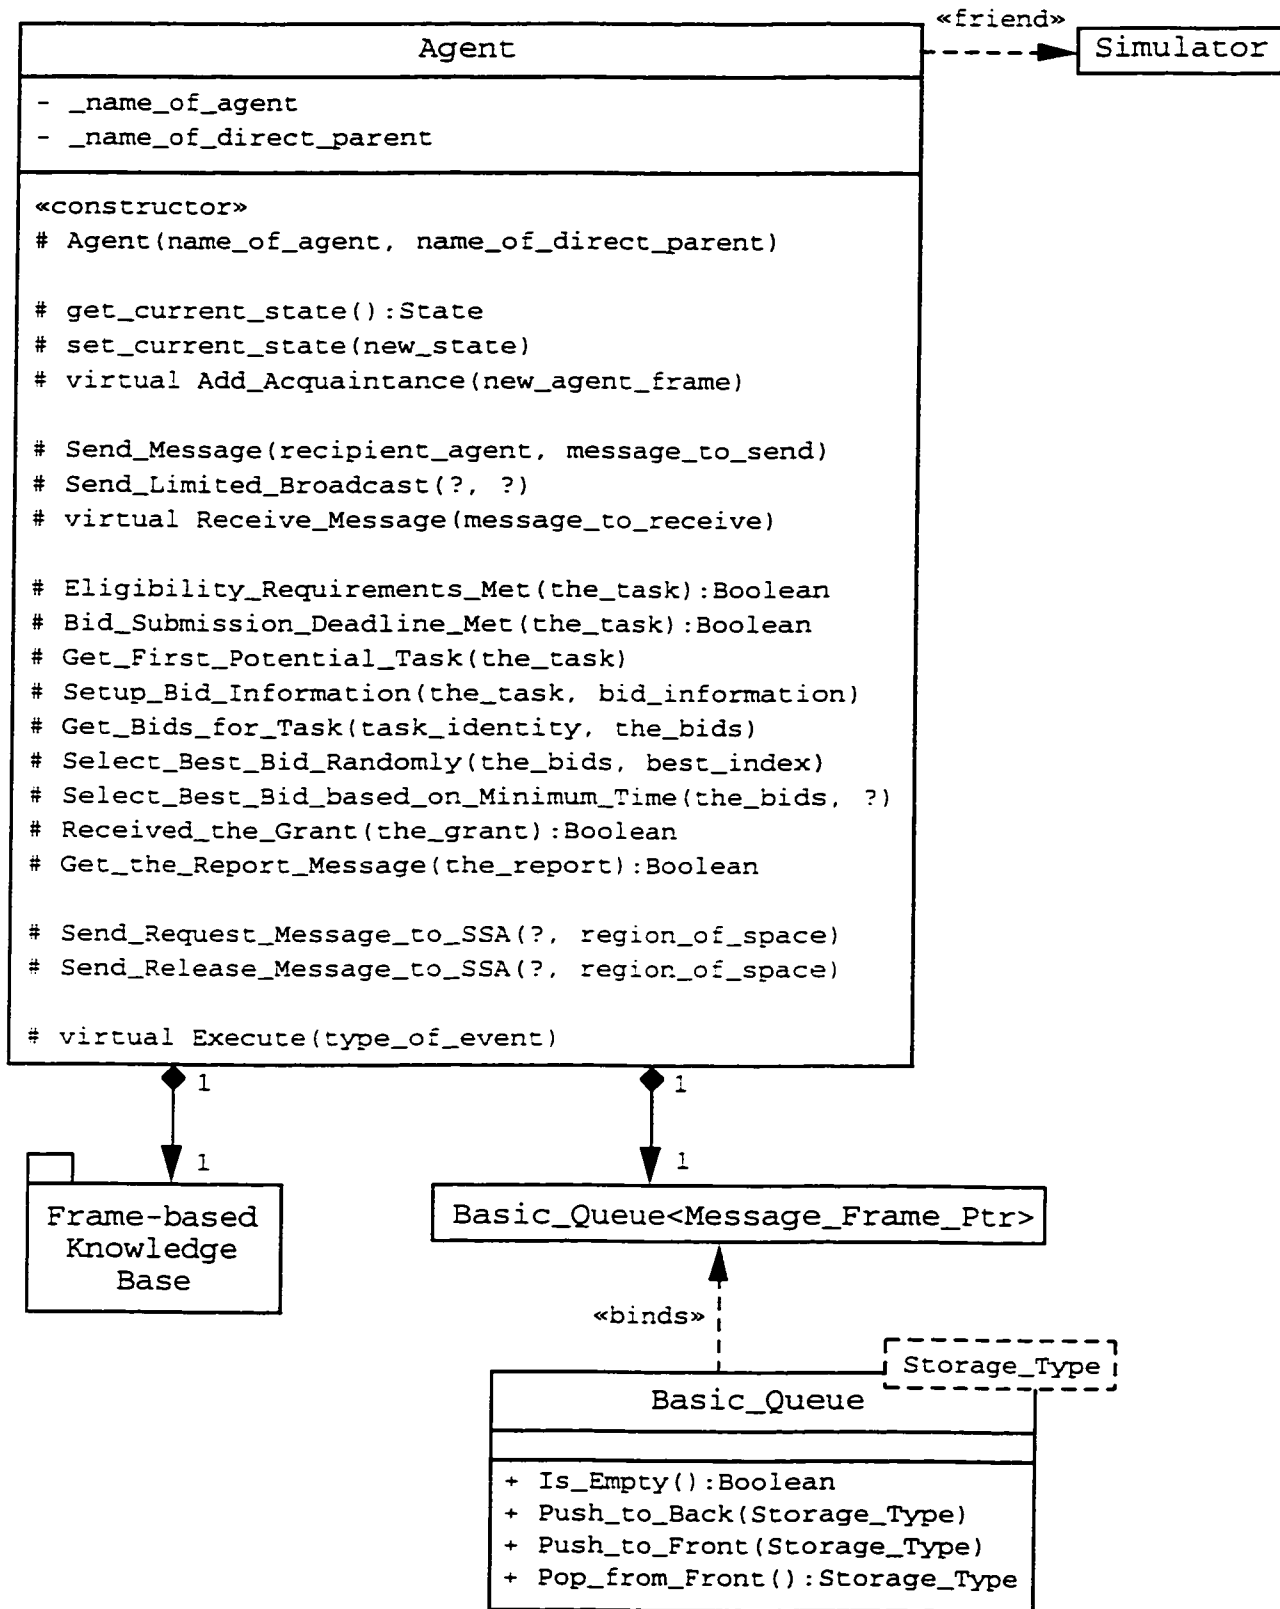 «friend»
Agent
Simulator
- _name_of_agent
- _name_of_direct_parent
«constructor»
# Agent(name_of_agent, name_of_direct_parent)
# get_current_state():State
# set_current_state(new_state)
# virtual Add_Acquaintance(new_agent_frame)
# Send_Message(recipient_agent, message_to_send)
# Send_Limited_Broadcast(?, ?)
# virtual Receive_Message(message_to_receive)
# Eligibility_Requirements_Met(the_task):Boolean
# Bid_Submission_Deadline_Met(the_task):Boolean
# Get_First_Potential_Task(the_task)
# Setup_Bid_Information(the_task, bid_information)
# Get_Bids_for_Task(task_identity, the_bids)
# Select_Best_Bid_Randomly(the_bids, best_index)
# Select_Best_Bid_based_on_Minimum_Time(the_bids, ?)
# Received_the_Grant(the_grant):Boolean
# Get_the_Report_Message(the_report):Boolean
# Send_Request_Message_to_SSA(?, region_of_space)
# Send_Release_Message_to_SSA(?, region_of_space)
# virtual Execute(type_of_event)
1
1
1
1
Frame-based
Knowledge
Base
Basic_Queue<Message_Frame_Ptr>
«binds»
Storage_Type
Basic_Queue
+ Is_Empty():Boolean
+ Push_to_Back(Storage_Type)
+ Push_to_Front(Storage_Type)
+ Pop_from_Front():Storage_Type